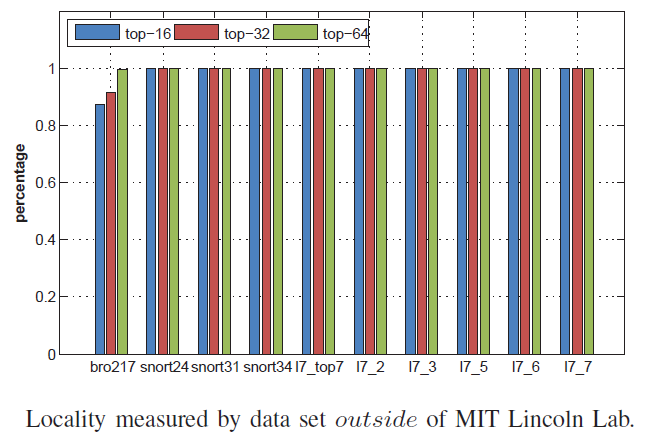 top-16 top-32 top-64
1
0.8
0.6
0.4
0.2
0
percentage
bro217 snort24 snort31 snort34 l7_top7 l7_2 l7_3 l7_5 l7_6 l7_7
Locality measured by data set outside of MIT Lincoln Lab.